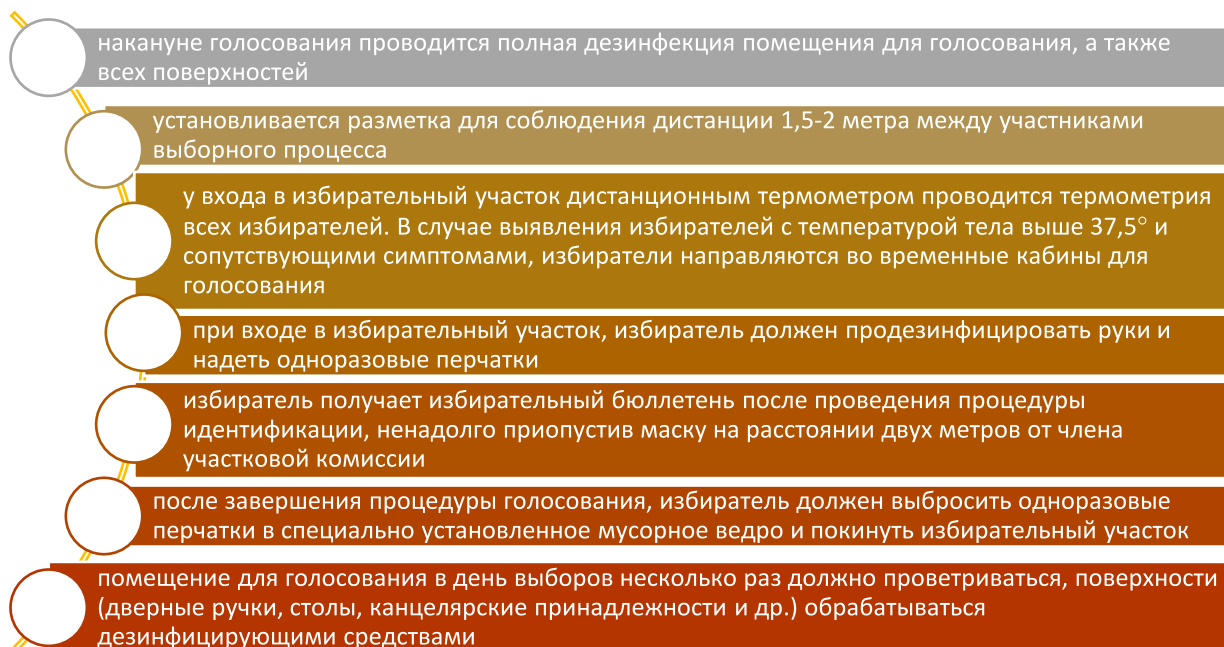 накануне голосования проводится полная дезинфекция помещения для голосования, а также
всех поверхностей
установливается разметка для соблюдения дистанции 1,5-2 метра между участниками
выборного процесса
у входа в избирательный участок дистанционным термометром проводится термометрия
всех избирателей. В случае выявления избирателей с температурой тела выше 37,5° и
сопутствующими симптомами, избиратели направляются во временные кабины для
голосования
при входе в избирательный участок, избиратель должен продезинфицировать руки и
надеть одноразовые перчатки
избиратель получает избирательный бюллетень после проведения процедуры
идентификации, ненадолго приопустив маску на расстоянии двух метров от члена
участковой комиссии
после завершения процедуры голосования, избиратель должен выбросить одноразовые
перчатки в специально установленное мусорное ведро и покинуть избирательный участок
помещение для голосования в день выборов несколько раз должно проветриваться, поверхности
(дверные ручки, столы, канцелярские принадлежности и др.) обрабатываться
дезинфицирующими средствами